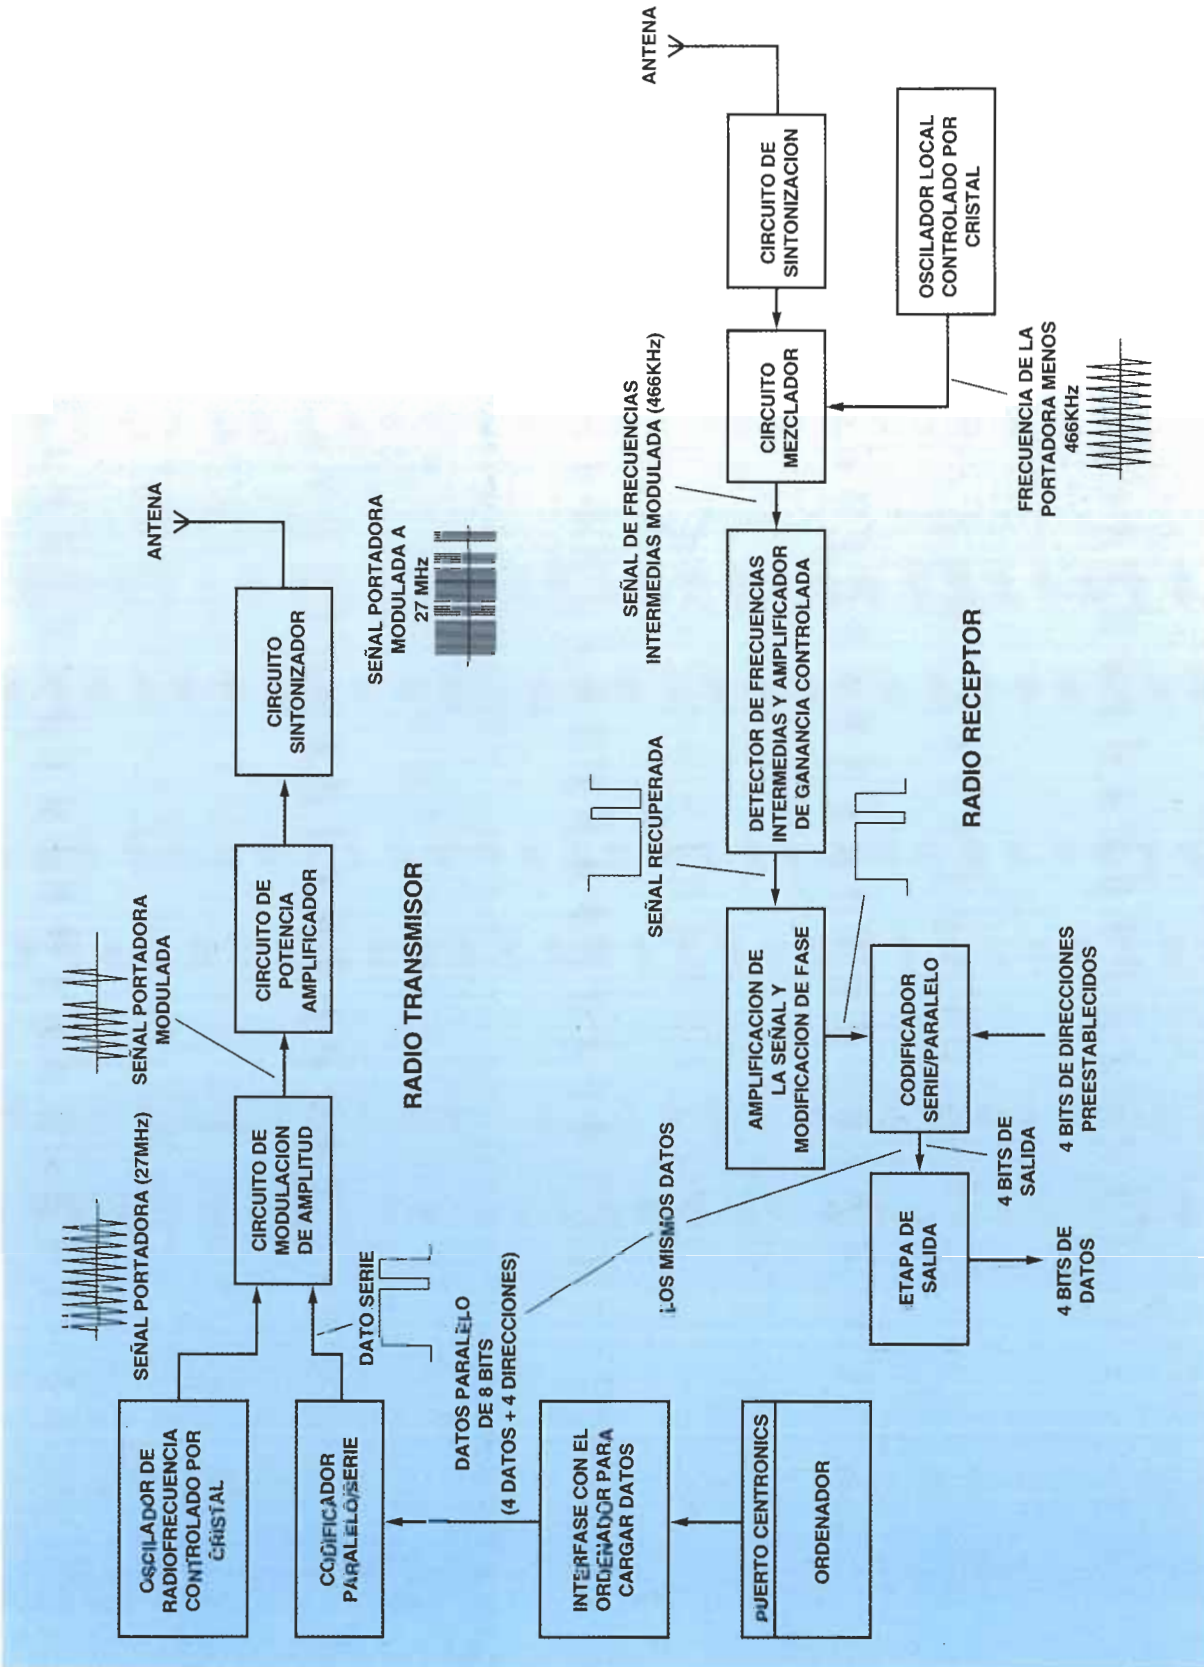 OSCILADOR DE
RADIOFRECUENCIA
CONTROLADO POR
CRISTAL
SEÑAL PORTADORA (27MHz)
CIRCUITO DE
MODULACION
DE AMPLITUD
SEÑAL PORTADORA
MODULADA
CIRCUITO DE
POTENCIA
AMPLIFICADOR
CIRCUITO
SINTONIZADOR
ANTENA
SEÑAL PORTADORA
MODULADA A
27 MHz
CODIFICADOR
PARALELO/SERIE
DATO SERIE
RADIO TRANSMISOR
DATOS PARALELO
DE 8 BITS
(4 DATOS + 4 DIRECCIONES)
INTERFASE CON EL
ORDENADOR PARA
CARGAR DATOS
PUERTO CENTRONICS
ORDENADOR
LOS MISMOS DATOS
SEÑAL RECUPERADA
SEÑAL DE FRECUENCIAS
INTERMEDIAS MODULADA (466KHz)
ANTENA
AMPLIFICACION DE
LA SEÑAL Y
MODIFICACION DE FASE
DETECTOR DE FRECUENCIAS
INTERMEDIAS Y AMPLIFICADOR
DE GANANCIA CONTROLADA
CIRCUITO
MEZCLADOR
CIRCUITO DE
SINTONIZACION
ETAPA DE
SALIDA
CODIFICADOR
SERIE/PARALELO
OSCILADOR LOCAL
CONTROLADO POR
CRISTAL
RADIO RECEPTOR
4 BITS DE
SALIDA
4 BITS DE
DATOS
4 BITS DE DIRECCIONES
PREESTABLECIDOS
FRECUENCIA DE LA
PORTADORA MENOS
466KHz